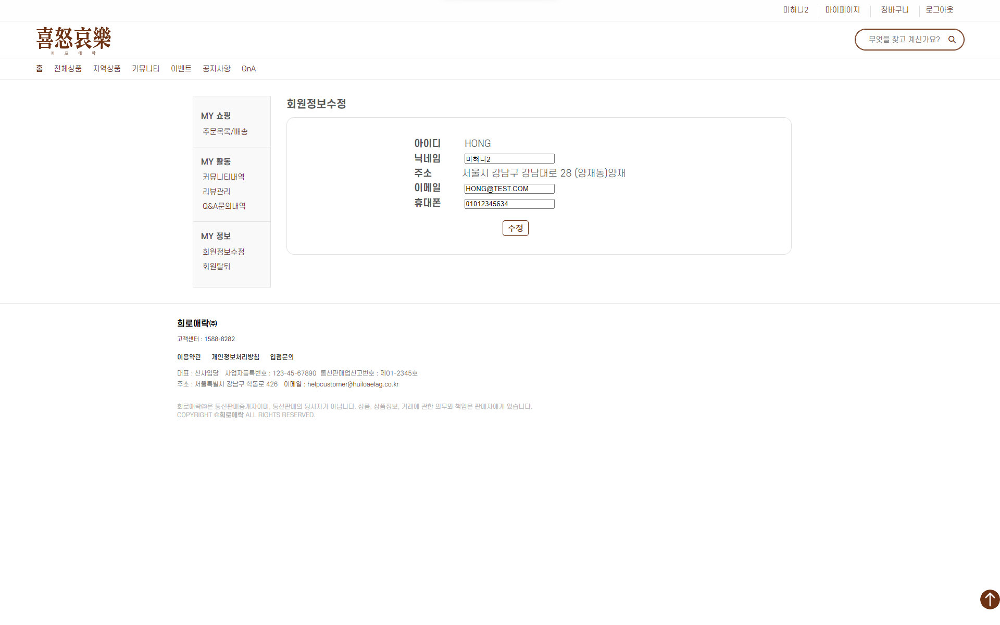 미혀니2 마이페이지 장바구니 로그아웃
喜怒哀樂
희로애락
무엇을 찾고 계신가요?
홈 전체상품 지역상품 커뮤니티 이벤트 공지사항 QnA
MY 쇼핑
주문목록/배송
MY 활동
커뮤니티내역
리뷰관리
Q&A문의내역
MY 정보
회원정보수정
회원탈퇴
회원정보수정
아이디 HONG
닉네임 미혀니2
주소 서울시 강남구 강남대로 28 (양재동)양재
이메일 HONG@TEST.COM
휴대폰 01012345634
수정
희로애락㈜
고객센터 : 1588-8282
이용약관 개인정보처리방침 입점문의
대표 : 신사임당 사업자등록번호 : 123-45-67890 통신판매업신고번호 : 제01-2345호
주소 : 서울특별시 강남구 학동로 426 이메일 : helpcustomer@huiloaelag.co.kr
희로애락㈜은 통신판매중개자이며, 통신판매의 당사자가 아닙니다. 상품, 상품정보, 거래에 관한 의무와 책임은 판매자에게 있습니다.
COPYRIGHT ©희로애락 ALL RIGHTS RESERVED.